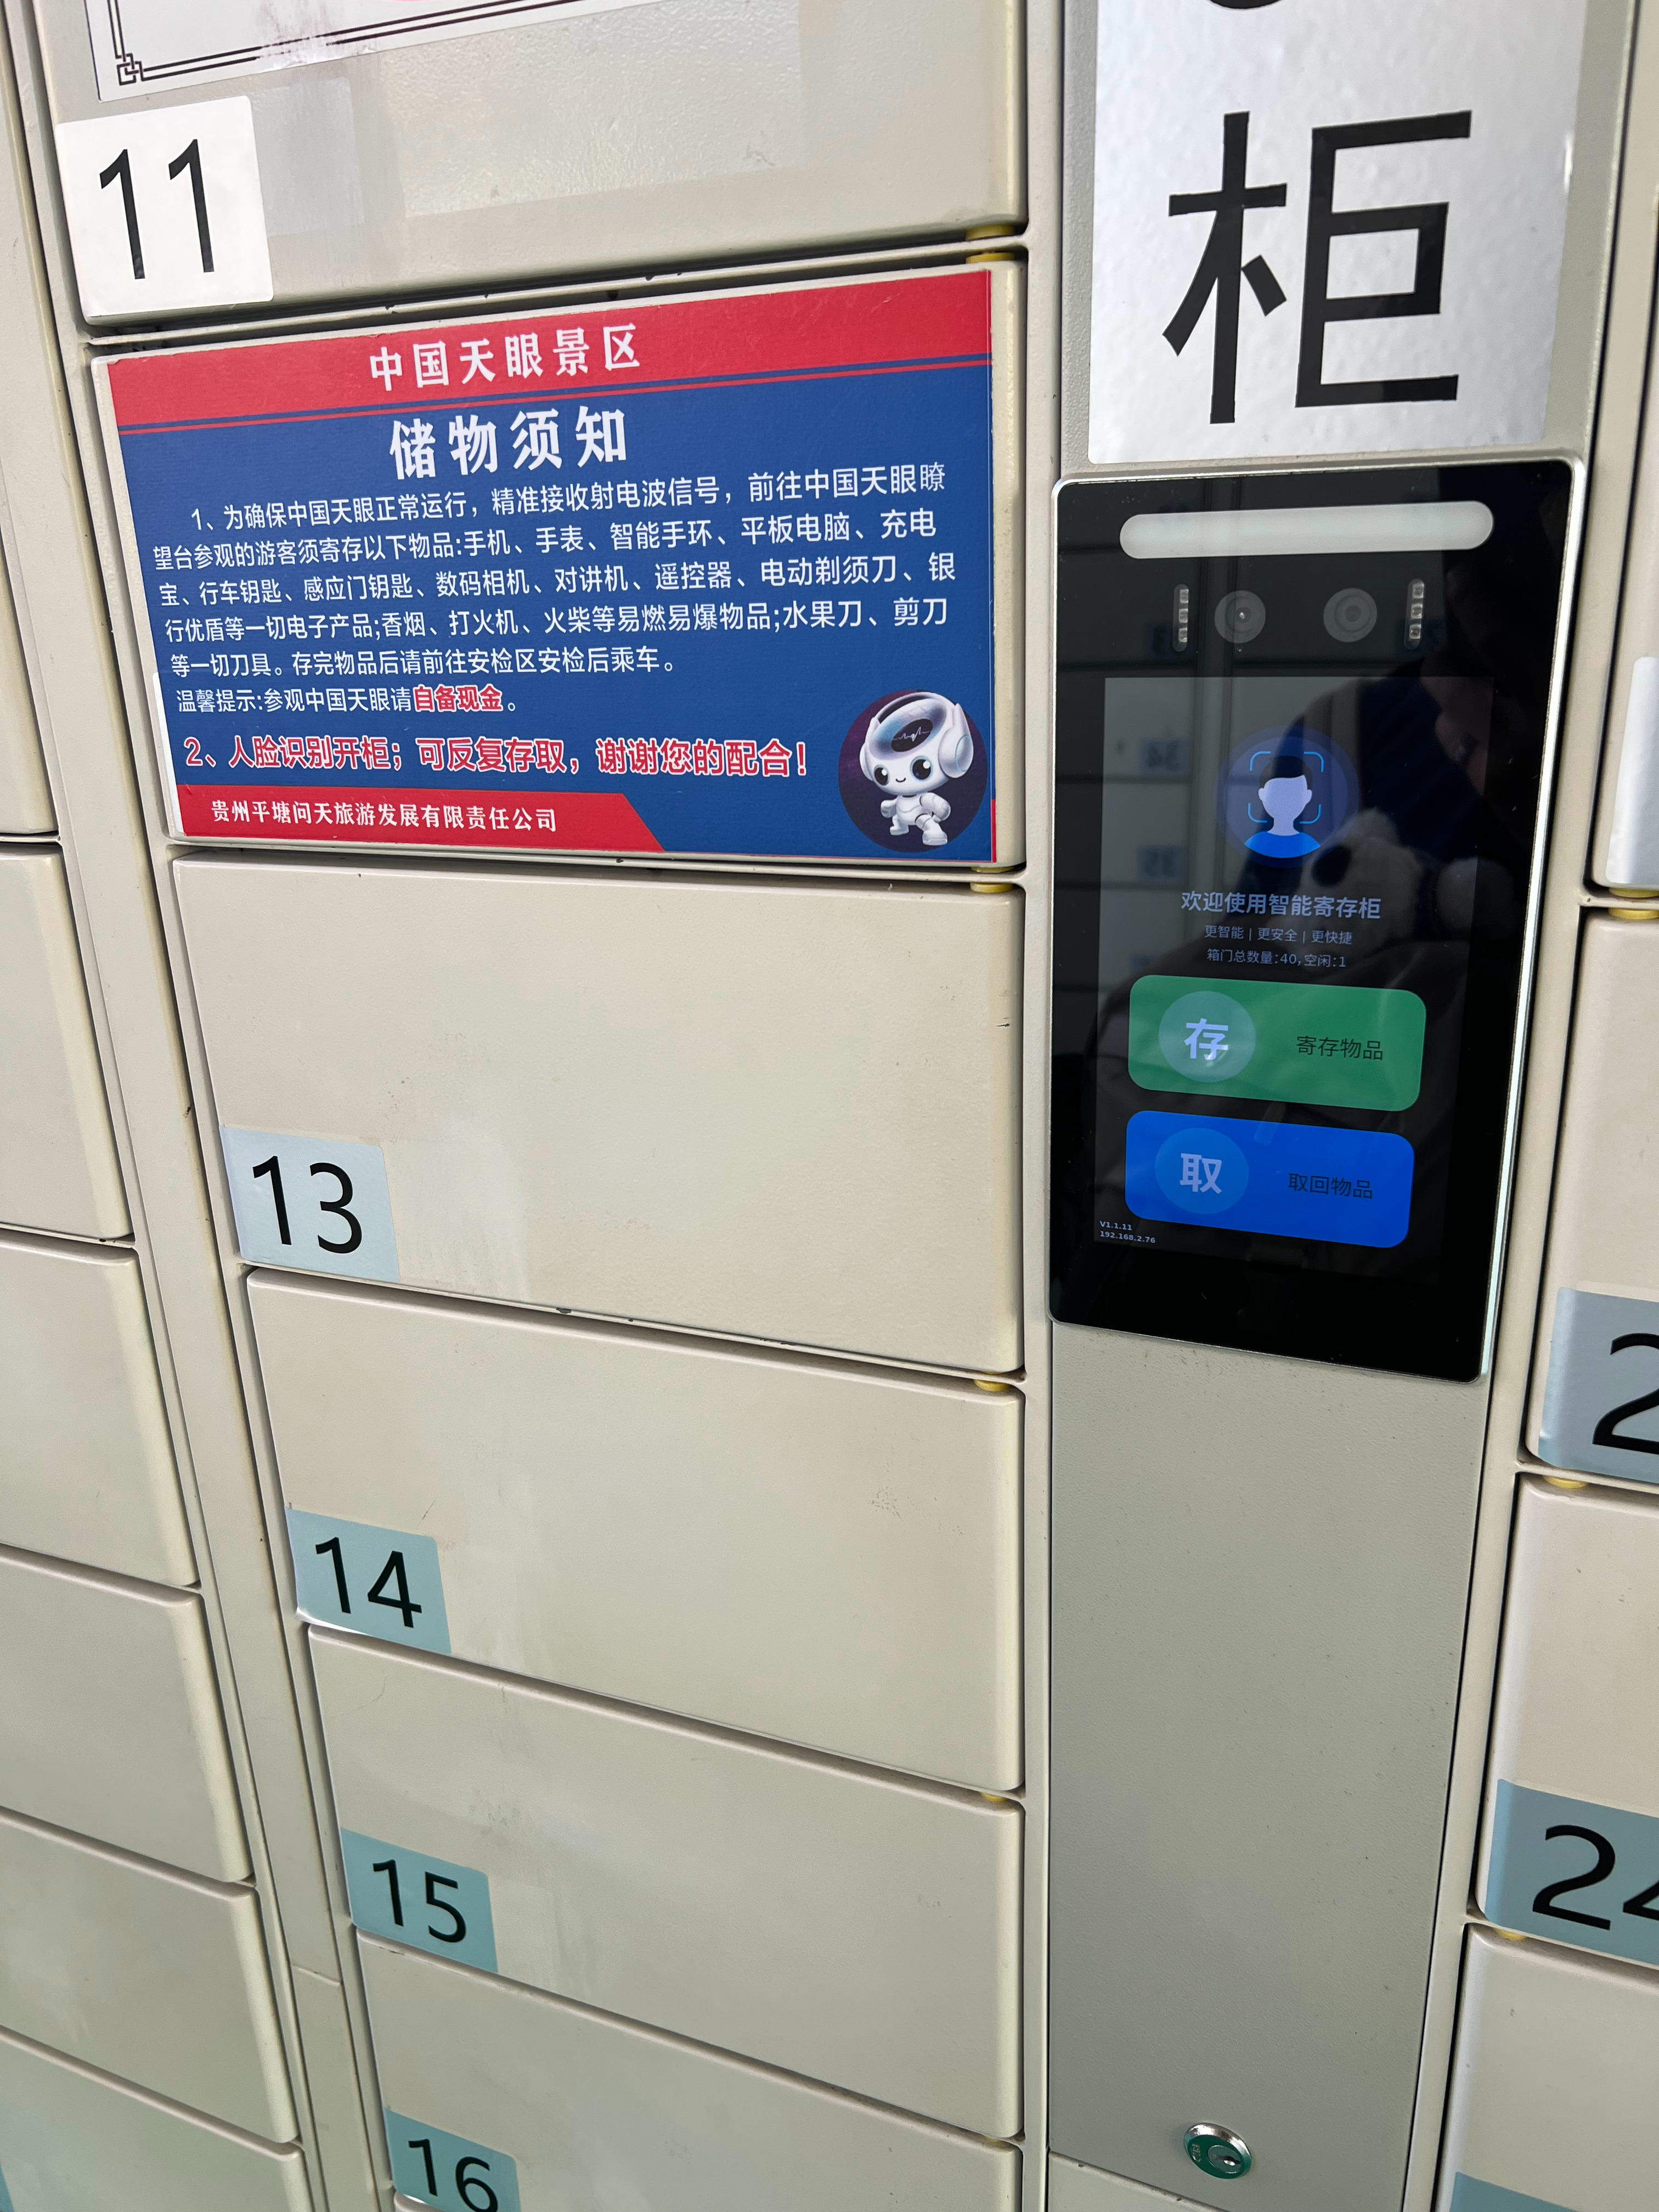 11
中国天眼景区
储物须知
1、为确保中国天眼正常运行，精准接收射电波信号，前往中国天眼瞭
望台参观的游客须寄存以下物品:手机、手表、智能手环、平板电脑、充电
宝、行车钥匙、感应门钥匙、数码相机、对讲机、遥控器、电动剃须刀、银
行优盾等一切电子产品;香烟、打火机、火柴等易燃易爆物品;水果刀、剪刀
等一切刀具。存完物品后请前往安检区安检后乘车。
温馨提示:参观中国天眼请自备现金。
2、人脸识别开柜；可反复存取，谢谢您的配合！
贵州平塘问天旅游发展有限责任公司
13
14
15
16
柜
欢迎使用智能寄存柜
更智能 | 更安全 | 更快捷
箱门总数量:40,空闲:1
存 寄存物品
取 取回物品
V1.1.11
192.168.2.76
24